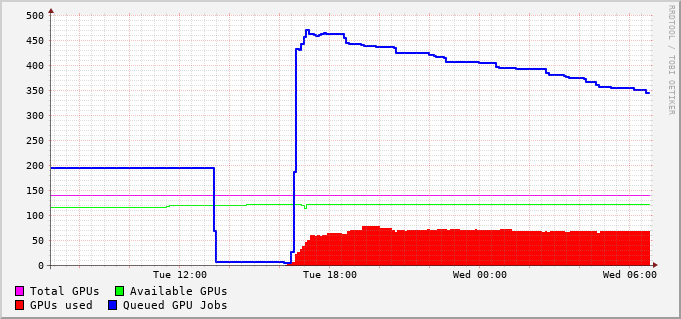 RRDTOOL / TOBI OETIKER
500
450
400
350
300
250
200
150
100
50
0
Tue 12:00 Tue 18:00 Wed 00:00 Wed 06:00
Total GPUs Available GPUs
GPUs used Queued GPU Jobs